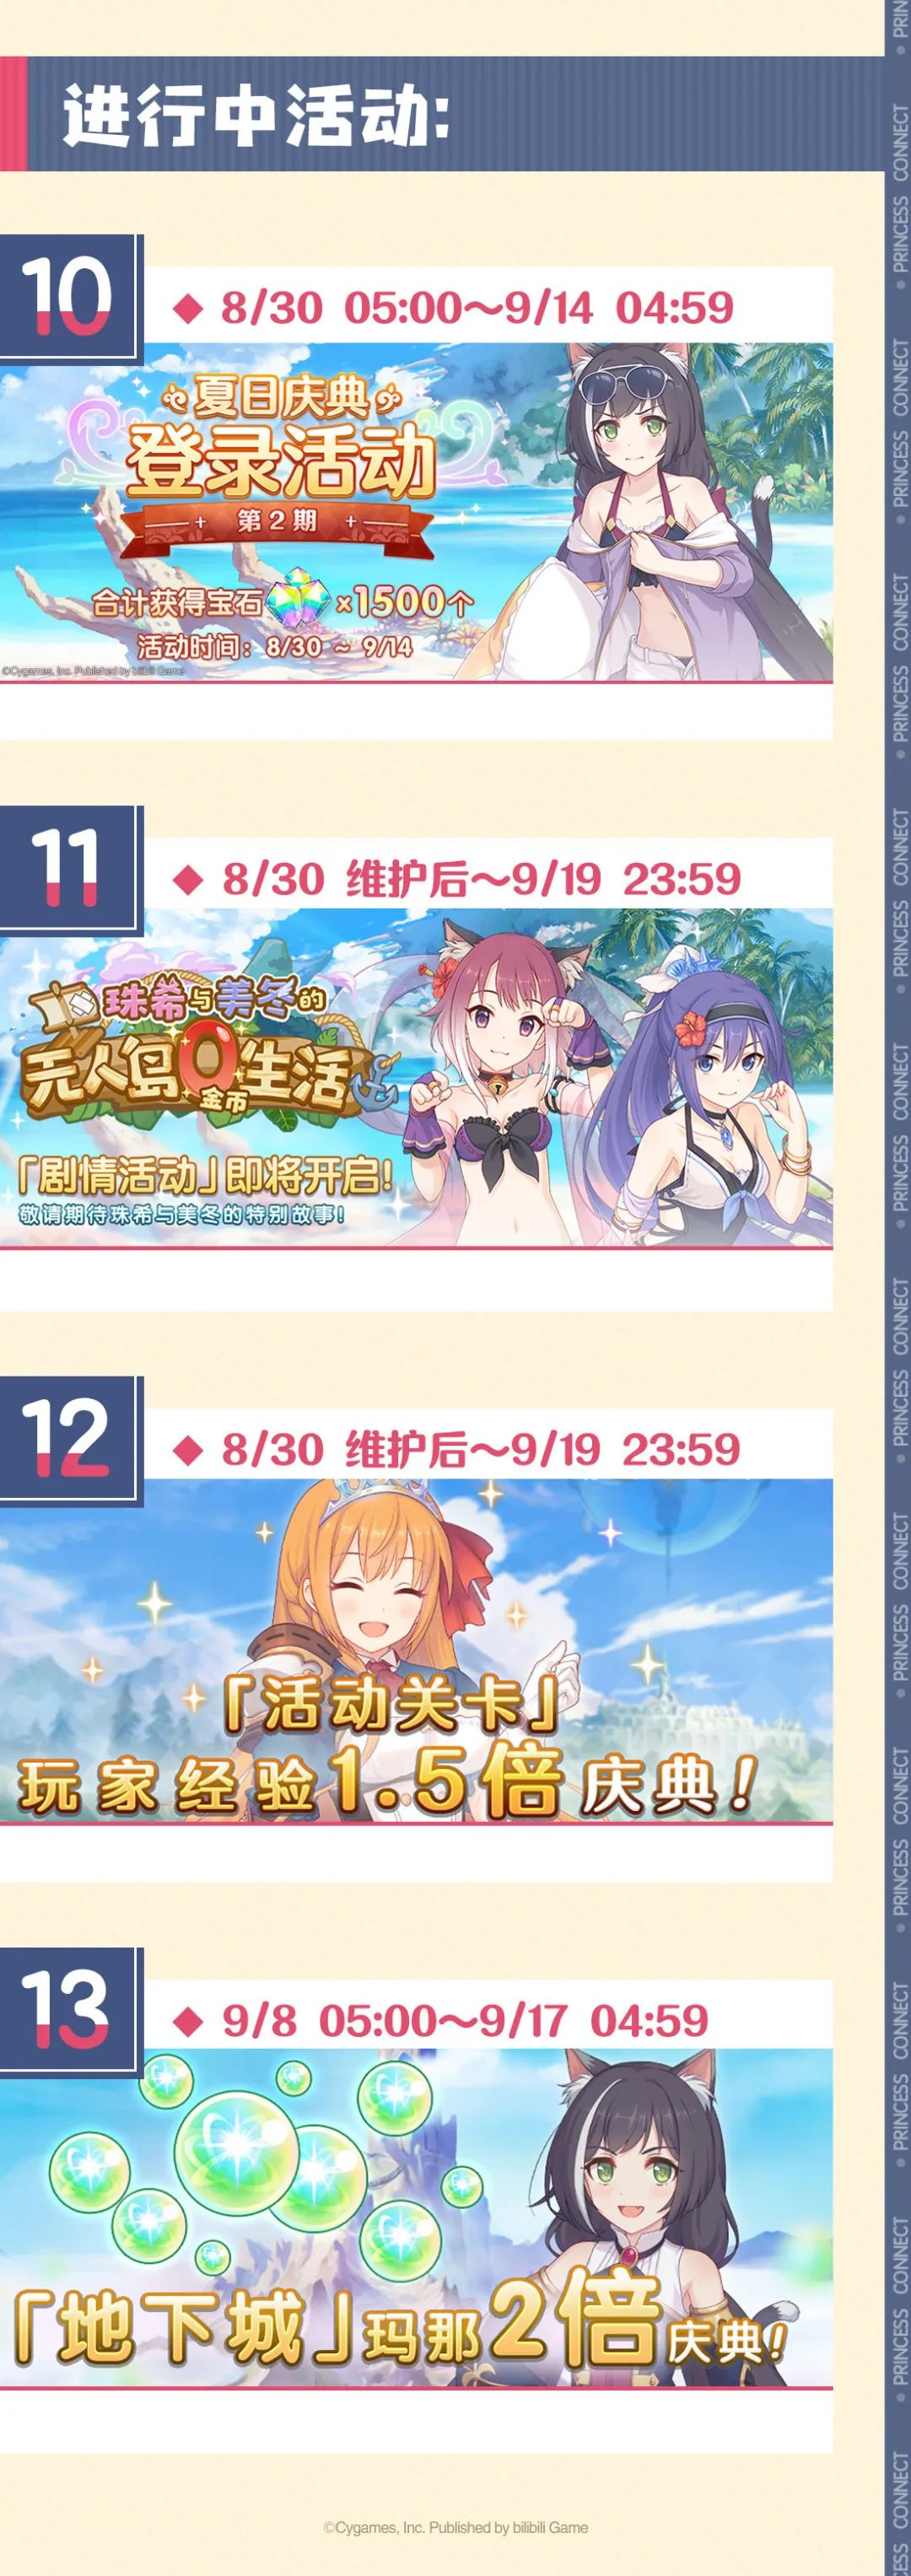 进行中活动:
10
◆ 8/30 05:00～9/14 04:59
夏日庆典
登录活动
第2期
合计获得宝石×1500个
活动时间：8/30 ~ 9/14
©Cygames, Inc. Published by bilibili Game
11
◆ 8/30 维护后～9/19 23:59
珠希与美冬的
无人岛0金币生活
「剧情活动」即将开启!
敬请期待珠希与美冬的特别故事!
12
◆ 8/30 维护后～9/19 23:59
「活动关卡」
玩家经验1.5倍庆典!
13
◆ 9/8 05:00～9/17 04:59
「地下城」玛那2倍庆典!
©Cygames, Inc. Published by bilibili Game
PRIN
• PRINCESS CONNECT
• PRINCESS CONNECT
• PRINCESS CONNECT
• PRINCESS CONNECT
• PRINCESS CONNECT
• PRINCESS CONNECT
• PRINCESS CONNECT
• PRINCESS CONNECT
• PRINCESS CONNECT
• PRINCESS CONNECT
CESS CONNECT